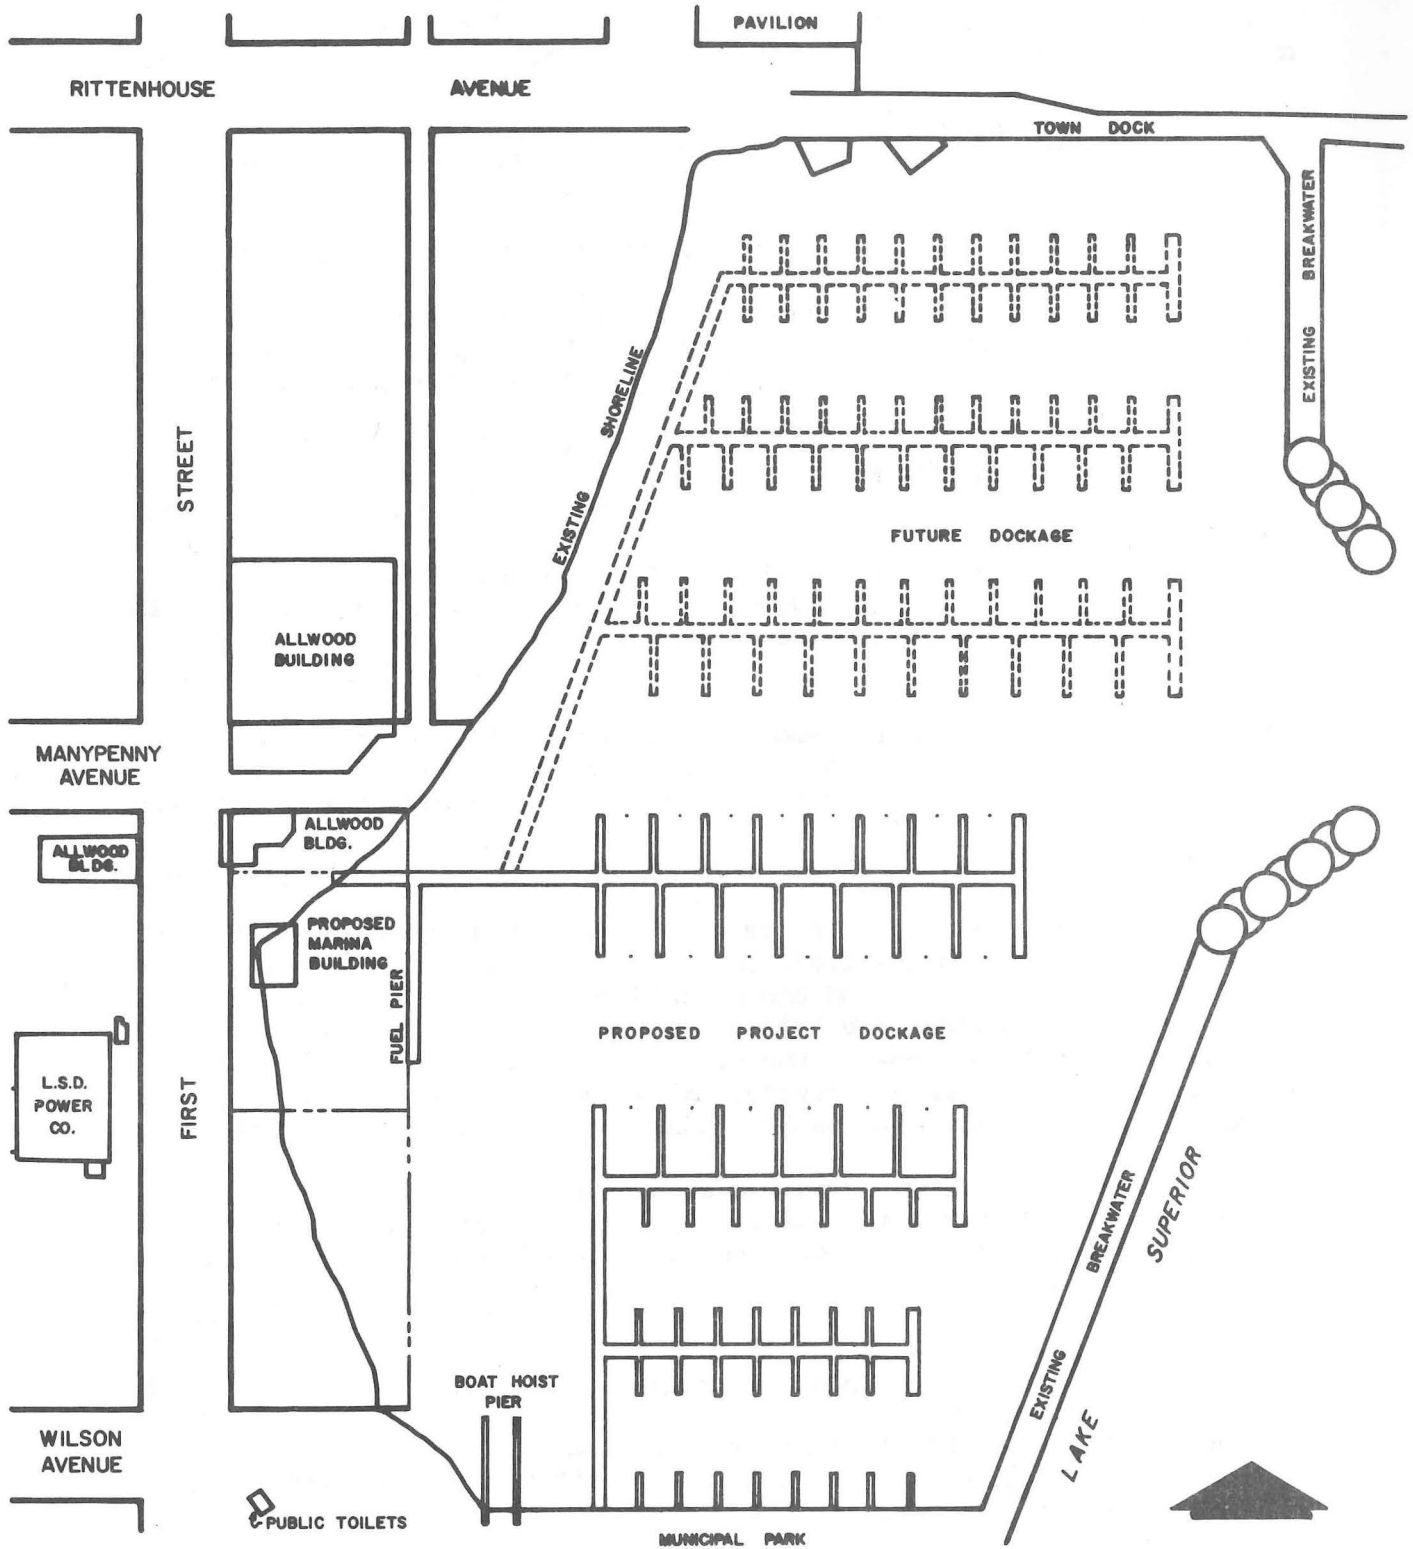 PAVILION
RITTENHOUSE AVENUE
TOWN DOCK
EXISTING BREAKWATER
EXISTING SHORELINE
STREET
FUTURE DOCKAGE
ALLWOOD
BUILDING
MANYPENNY
AVENUE
ALLWOOD
BLDG.
ALLWOOD
BLDG.
PROPOSED
MARINA
BUILDING
FUEL PIER
PROPOSED PROJECT DOCKAGE
L.S.D.
POWER
CO.
FIRST
EXISTING BREAKWATER
LAKE SUPERIOR
BOAT HOIST
PIER
WILSON
AVENUE
PUBLIC TOILETS
MUNICIPAL PARK